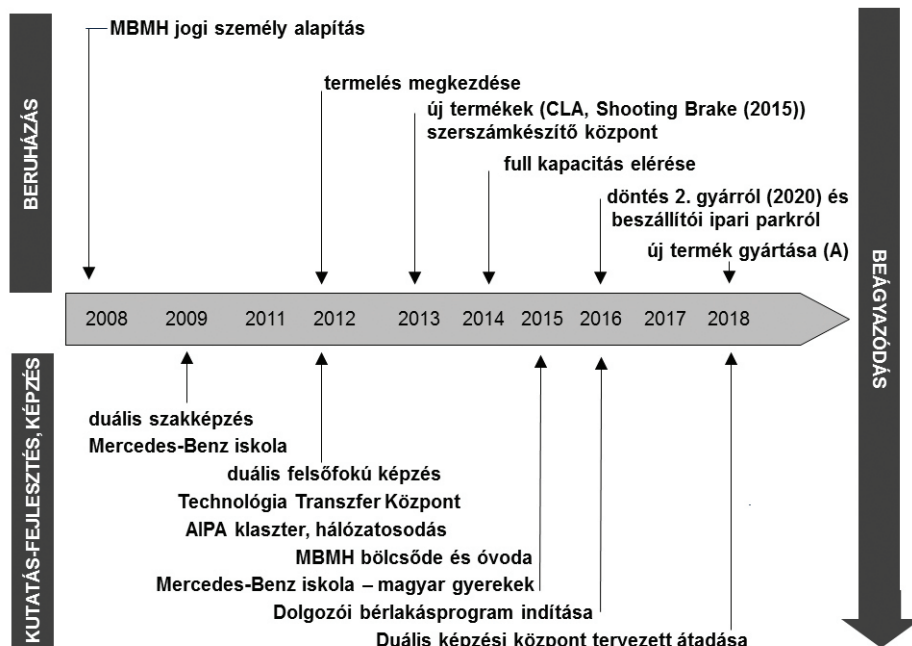 BERUHÁZÁS
MBMH jogi személy alapítás
termelés megkezdése
új termékek (CLA, Shooting Brake (2015))
szerszámkészítő központ
full kapacitás elérése
döntés 2. gyárról (2020) és
beszállítói ipari parkról
új termék gyártása (A)
2008 2009 2011 2012 2013 2014 2015 2016 2017 2018
BEÁGYAZÓDÁS
KUTATÁS-FEJLESZTÉS, KÉPZÉS
duális szakképzés
Mercedes-Benz iskola
duális felsőfokú képzés
Technológia Transzfer Központ
AIPA klaszter, hálózatosodás
MBMH bölcsőde és óvoda
Mercedes-Benz iskola – magyar gyerekek
Dolgozói bérlakásprogram indítása
Duális képzési központ tervezett átadása